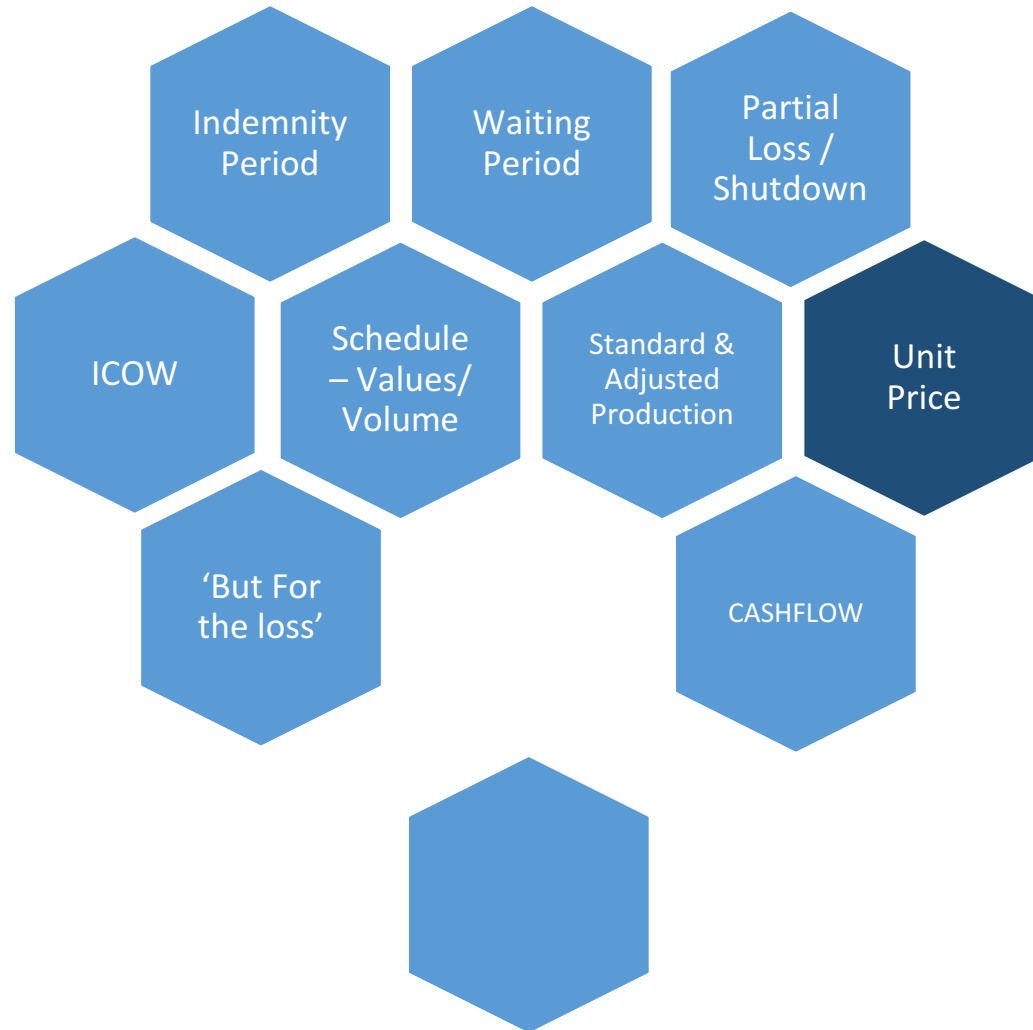 Indemnity
Period
Waiting
Period
Partial
Loss /
Shutdown
ICOW
Schedule
– Values/
Volume
Standard &
Adjusted
Production
Unit
Price
‘But For
the loss’
CASHFLOW